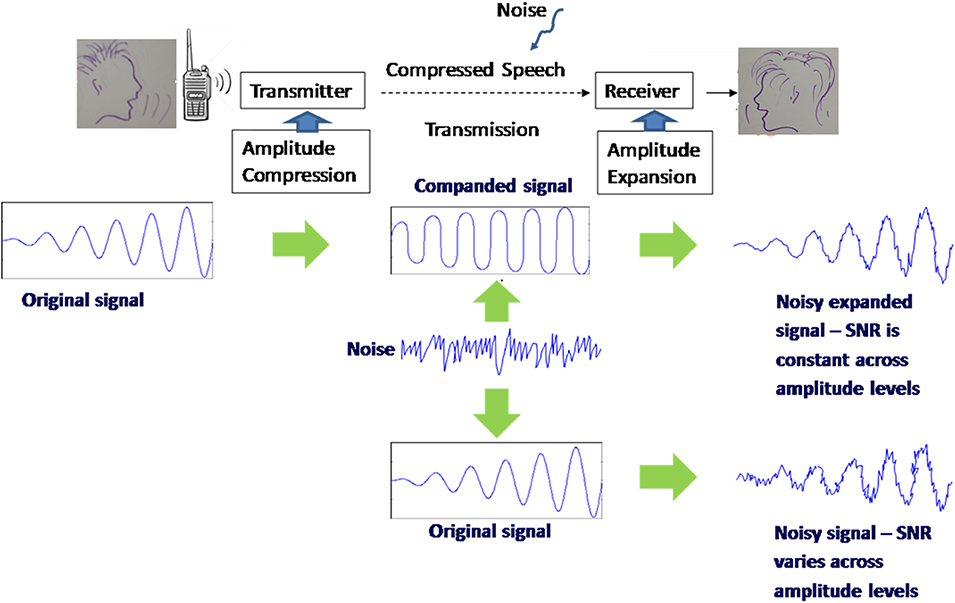 Noise
Compressed Speech
Transmitter
Receiver
Transmission
Amplitude
Compression
Amplitude
Expansion
Companded signal
Original signal
Noisy expanded
signal – SNR is
constant across
amplitude levels
Noise
Original signal
Noisy signal – SNR
varies across
amplitude levels